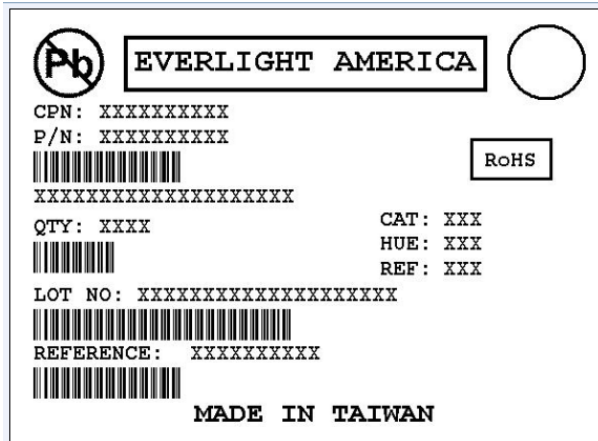 Pb
EVERLIGHT AMERICA
CPN: XXXXXXXXXX
P/N: XXXXXXXXXX
RoHS
XXXXXXXXXXXXXXXXXXXX
QTY: XXXX
CAT: XXX
HUE: XXX
REF: XXX
LOT NO: XXXXXXXXXXXXXXXXXXXX
REFERENCE: XXXXXXXXXX
MADE IN TAIWAN